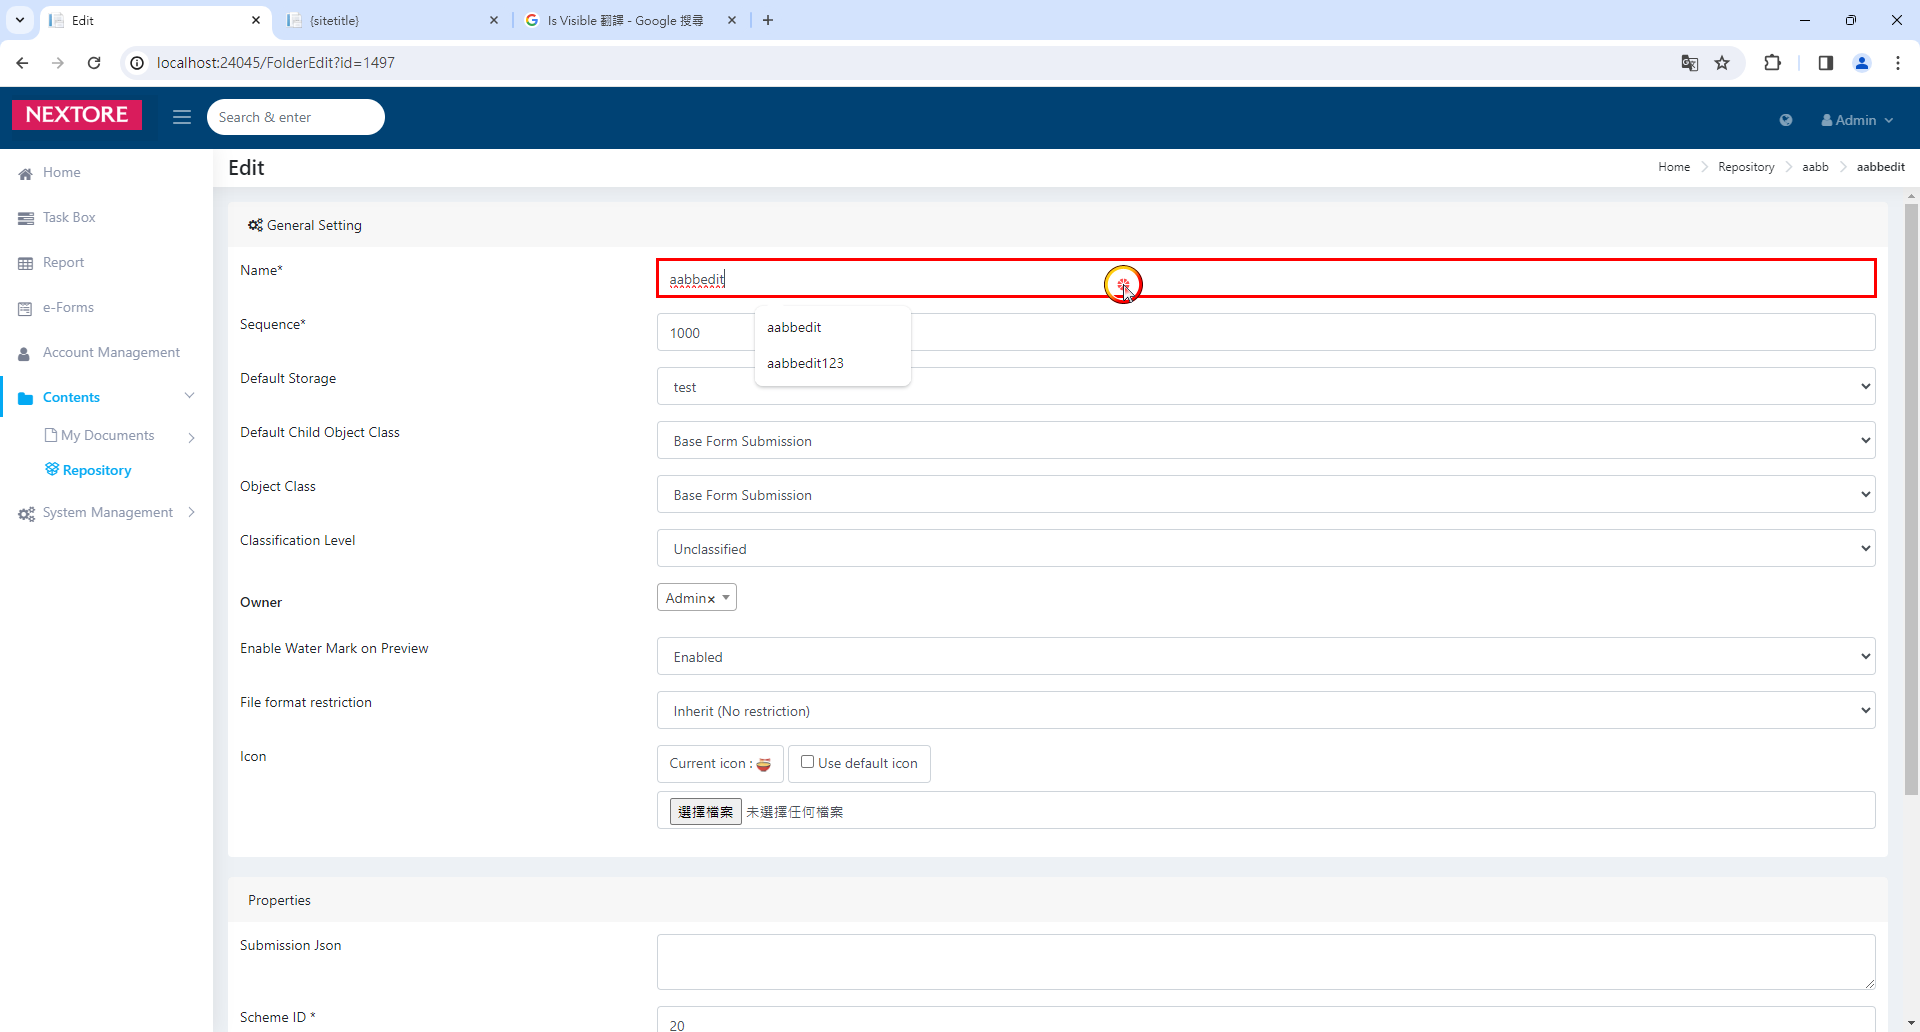 Edit
{sitetitle}
Is Visible 翻譯 - Google 搜尋
localhost:24045/FolderEdit?id=1497
NEXTORE
Search & enter
Admin
Home
Task Box
Report
e-Forms
Account Management
Contents
My Documents
Repository
System Management
Edit
Home
Repository
aabb
aabbedit
General Setting
Name*
aabbedit
aabbedit
aabbedit123
Sequence*
1000
Default Storage
test
Default Child Object Class
Base Form Submission
Object Class
Base Form Submission
Classification Level
Unclassified
Owner
Admin×
Enable Water Mark on Preview
Enabled
File format restriction
Inherit (No restriction)
Icon
Current icon :
Use default icon
選擇檔案 未選擇任何檔案
Properties
Submission Json
Scheme ID *
20